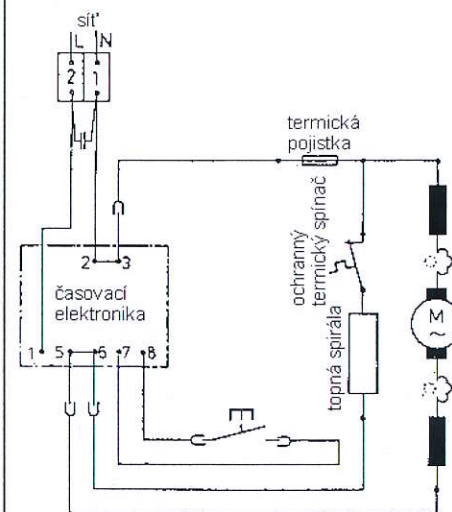 síť
L N
2 1
termická
pojistka
ochranný
termický spínač
2 3
časovací
elektronika
topná spirála
M
~
1 5 6 7 8